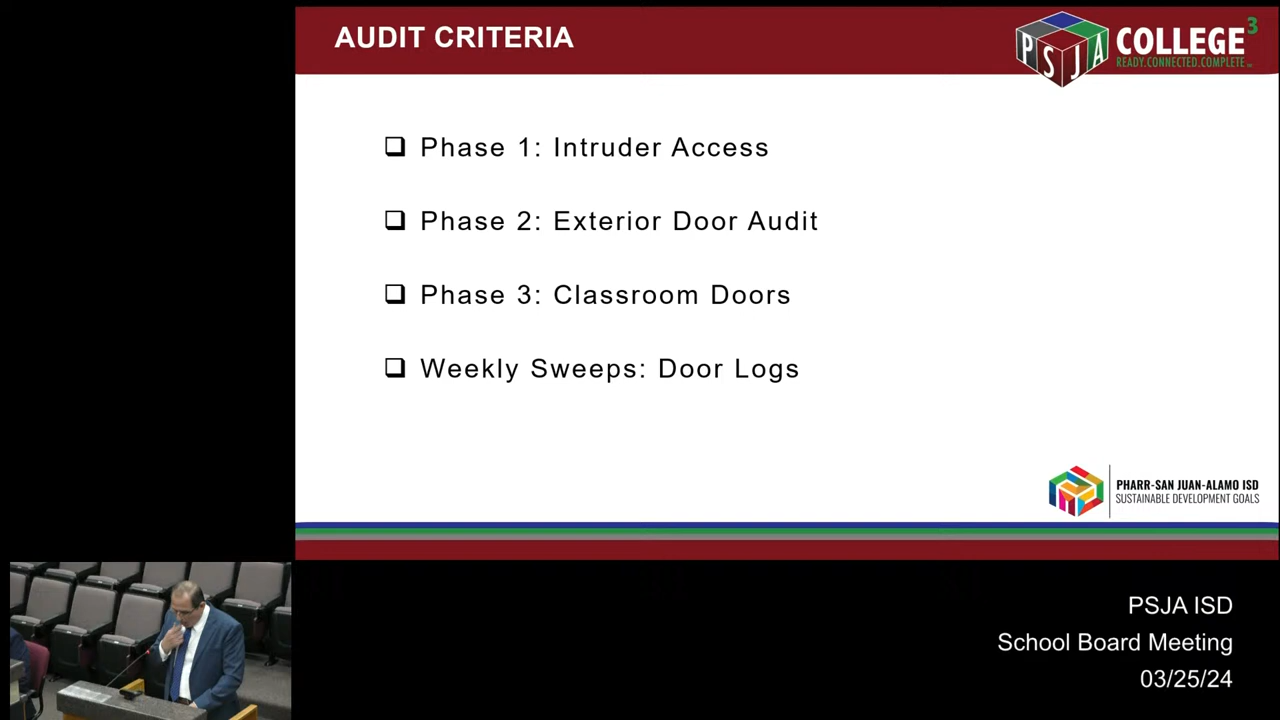 AUDIT CRITERIA
PSJA COLLEGE³
READY.CONNECTED.COMPLETE
❑ Phase 1: Intruder Access
❑ Phase 2: Exterior Door Audit
❑ Phase 3: Classroom Doors
❑ Weekly Sweeps: Door Logs
PHARR-SAN JUAN-ALAMO ISD
SUSTAINABLE DEVELOPMENT GOALS
PSJA ISD
School Board Meeting
03/25/24